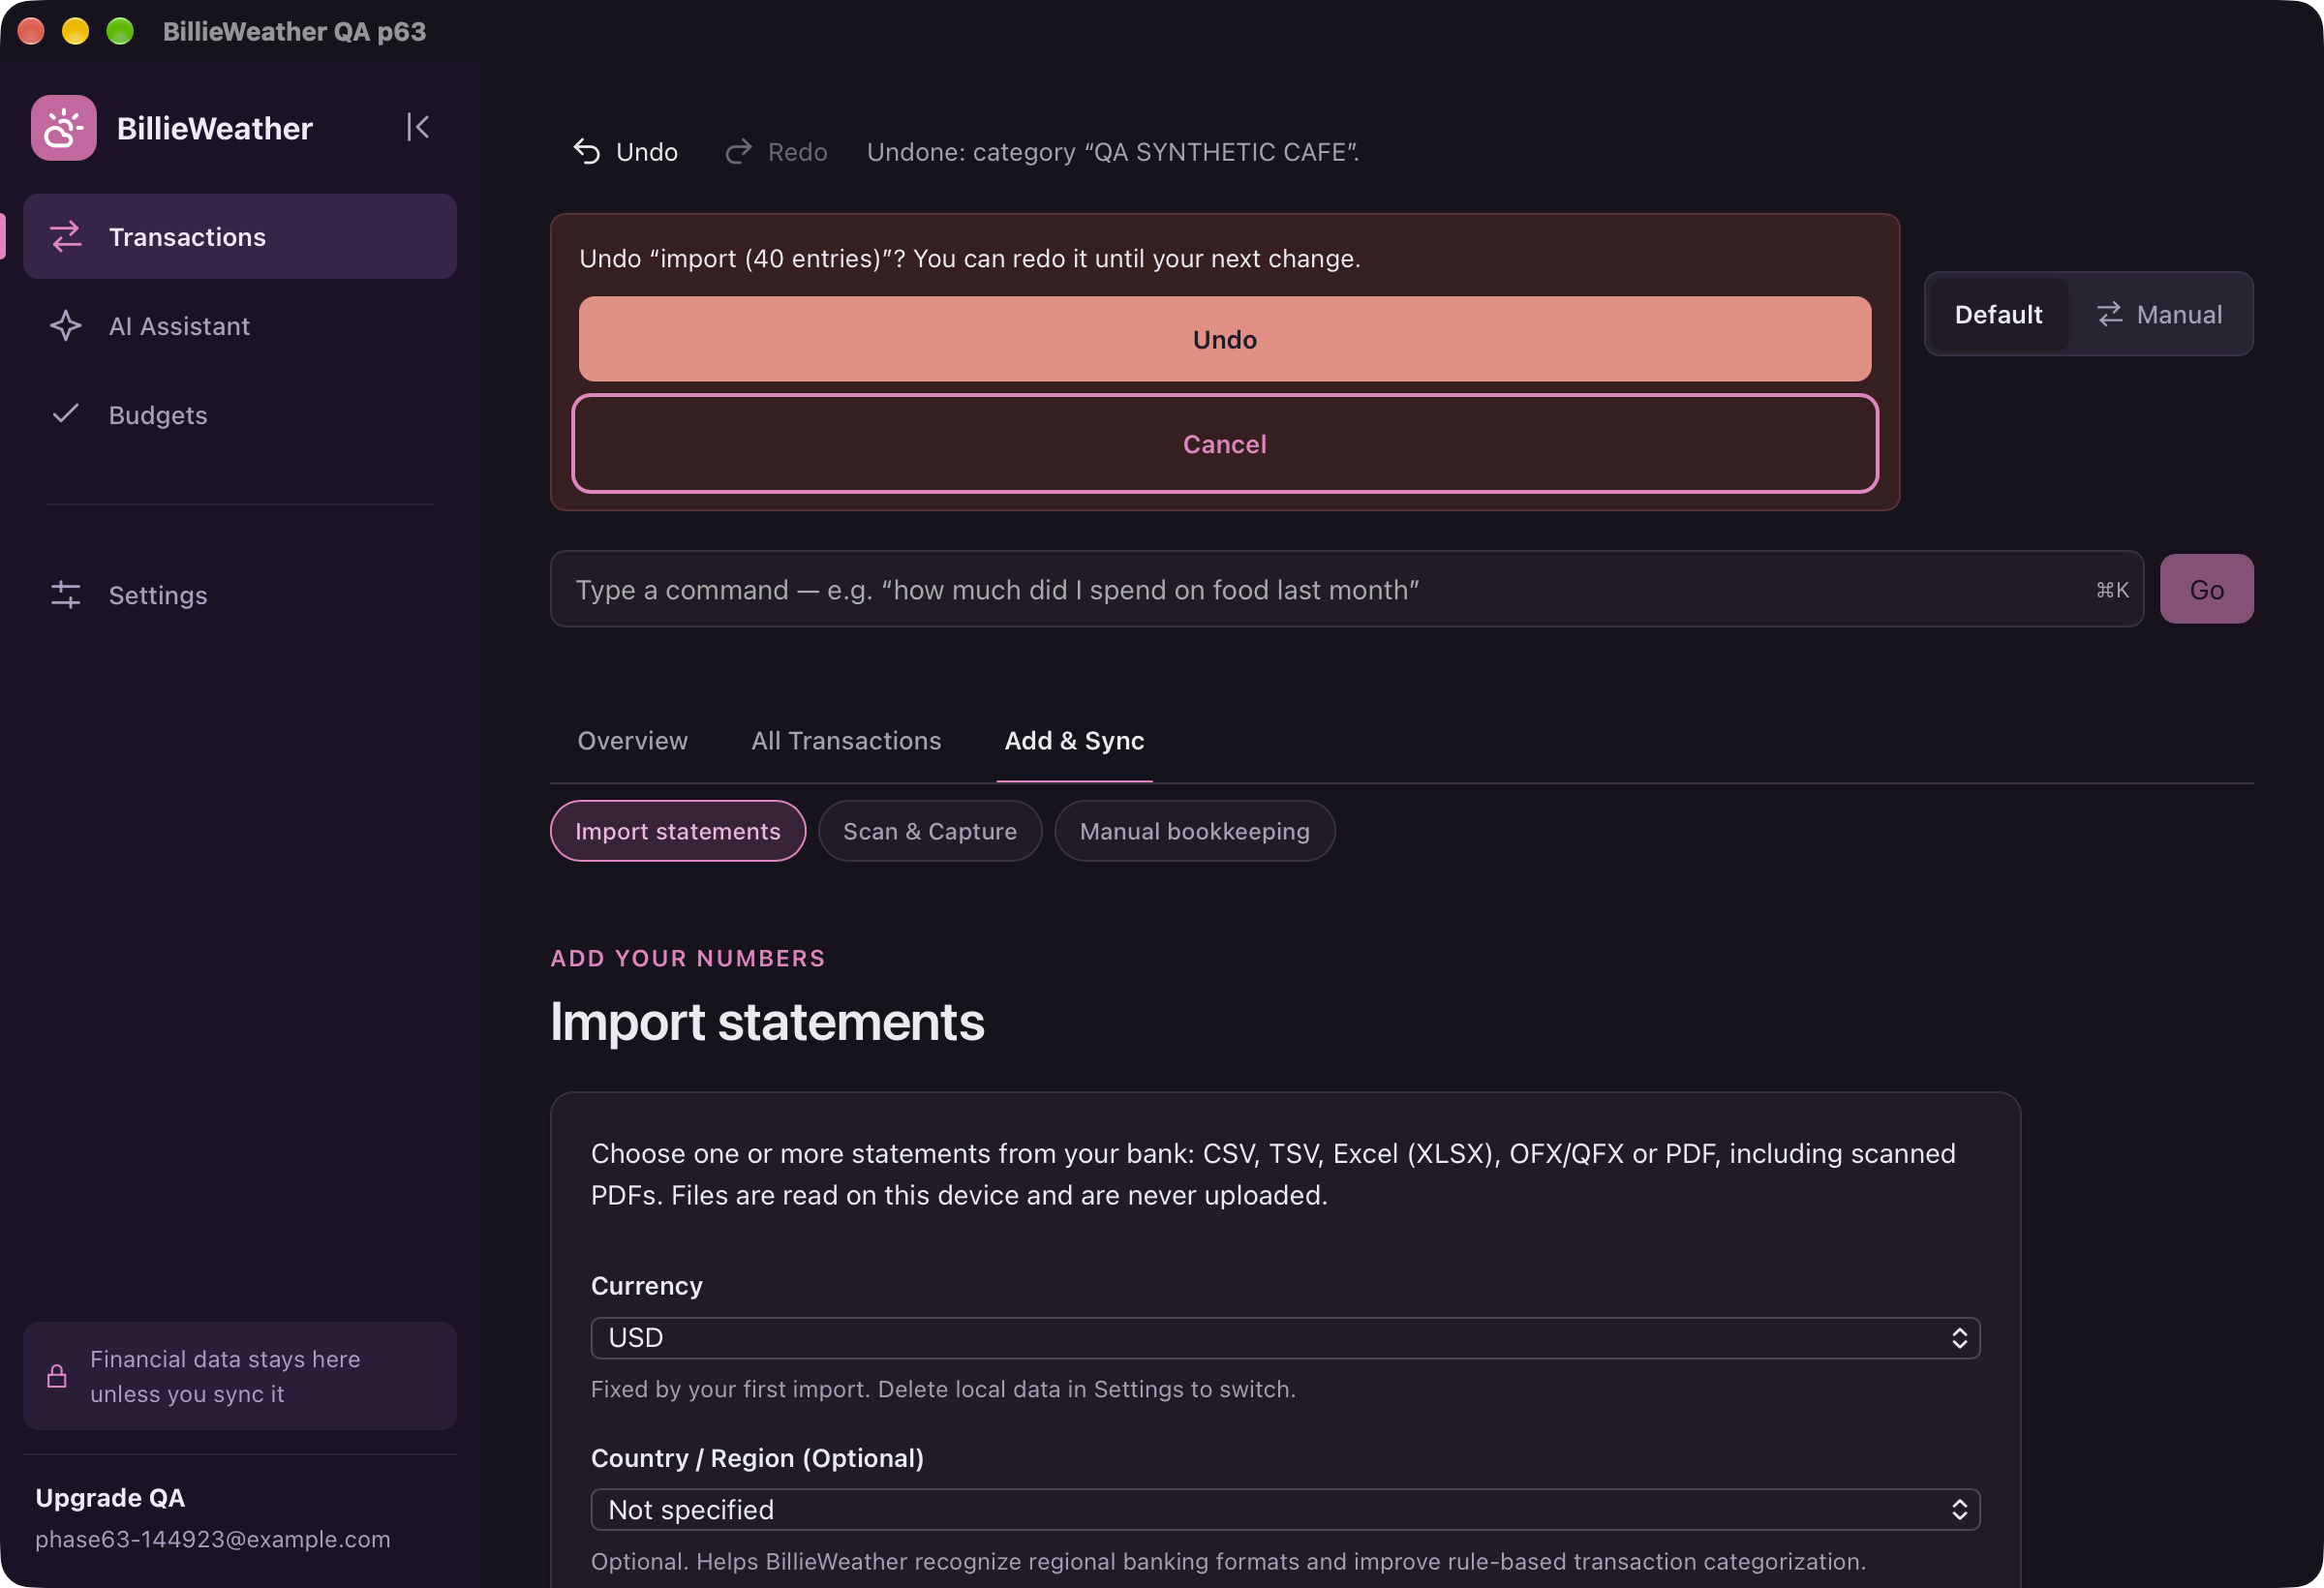 BillieWeather QA p63
BillieWeather
Transactions
AI Assistant
Budgets
Settings
Financial data stays here
unless you sync it
Upgrade QA
phase63-144923@example.com
Undo
Redo
Undone: category “QA SYNTHETIC CAFE”.
Undo “import (40 entries)”? You can redo it until your next change.
Undo
Cancel
Default
Manual
Type a command — e.g. “how much did I spend on food last month”
⌘K
Go
Overview
All Transactions
Add & Sync
Import statements
Scan & Capture
Manual bookkeeping
ADD YOUR NUMBERS
Import statements
Choose one or more statements from your bank: CSV, TSV, Excel (XLSX), OFX/QFX or PDF, including scanned
PDFs. Files are read on this device and are never uploaded.
Currency
USD
Fixed by your first import. Delete local data in Settings to switch.
Country / Region (Optional)
Not specified
Optional. Helps BillieWeather recognize regional banking formats and improve rule-based transaction categorization.